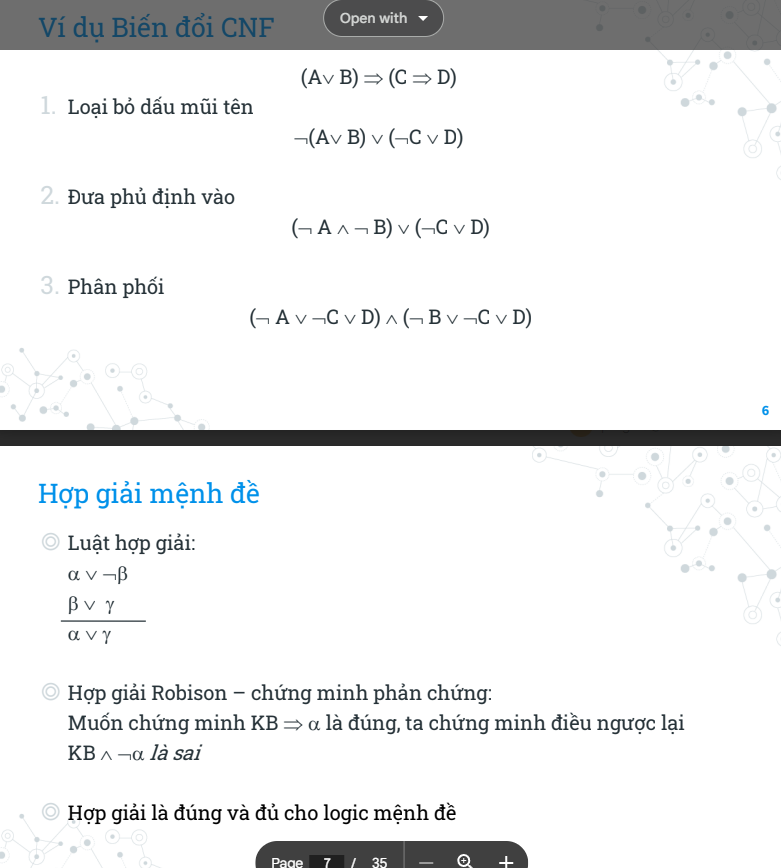 Ví dụ Biến đổi CNF
Open with
(A∨ B) ⇒ (C ⇒ D)
1. Loại bỏ dấu mũi tên
¬(A∨ B) ∨ (¬C ∨ D)
2. Đưa phủ định vào
(¬ A ∧ ¬ B) ∨ (¬C ∨ D)
3. Phân phối
(¬ A ∨ ¬C ∨ D) ∧ (¬ B ∨ ¬C ∨ D)
6
Hợp giải mệnh đề
Luật hợp giải:
α ∨ ¬β
β ∨ γ
α ∨ γ
Hợp giải Robison – chứng minh phản chứng:
Muốn chứng minh KB ⇒ α là đúng, ta chứng minh điều ngược lại
KB ∧ ¬α là sai
Hợp giải là đúng và đủ cho logic mệnh đề
Page 7 / 35 — +